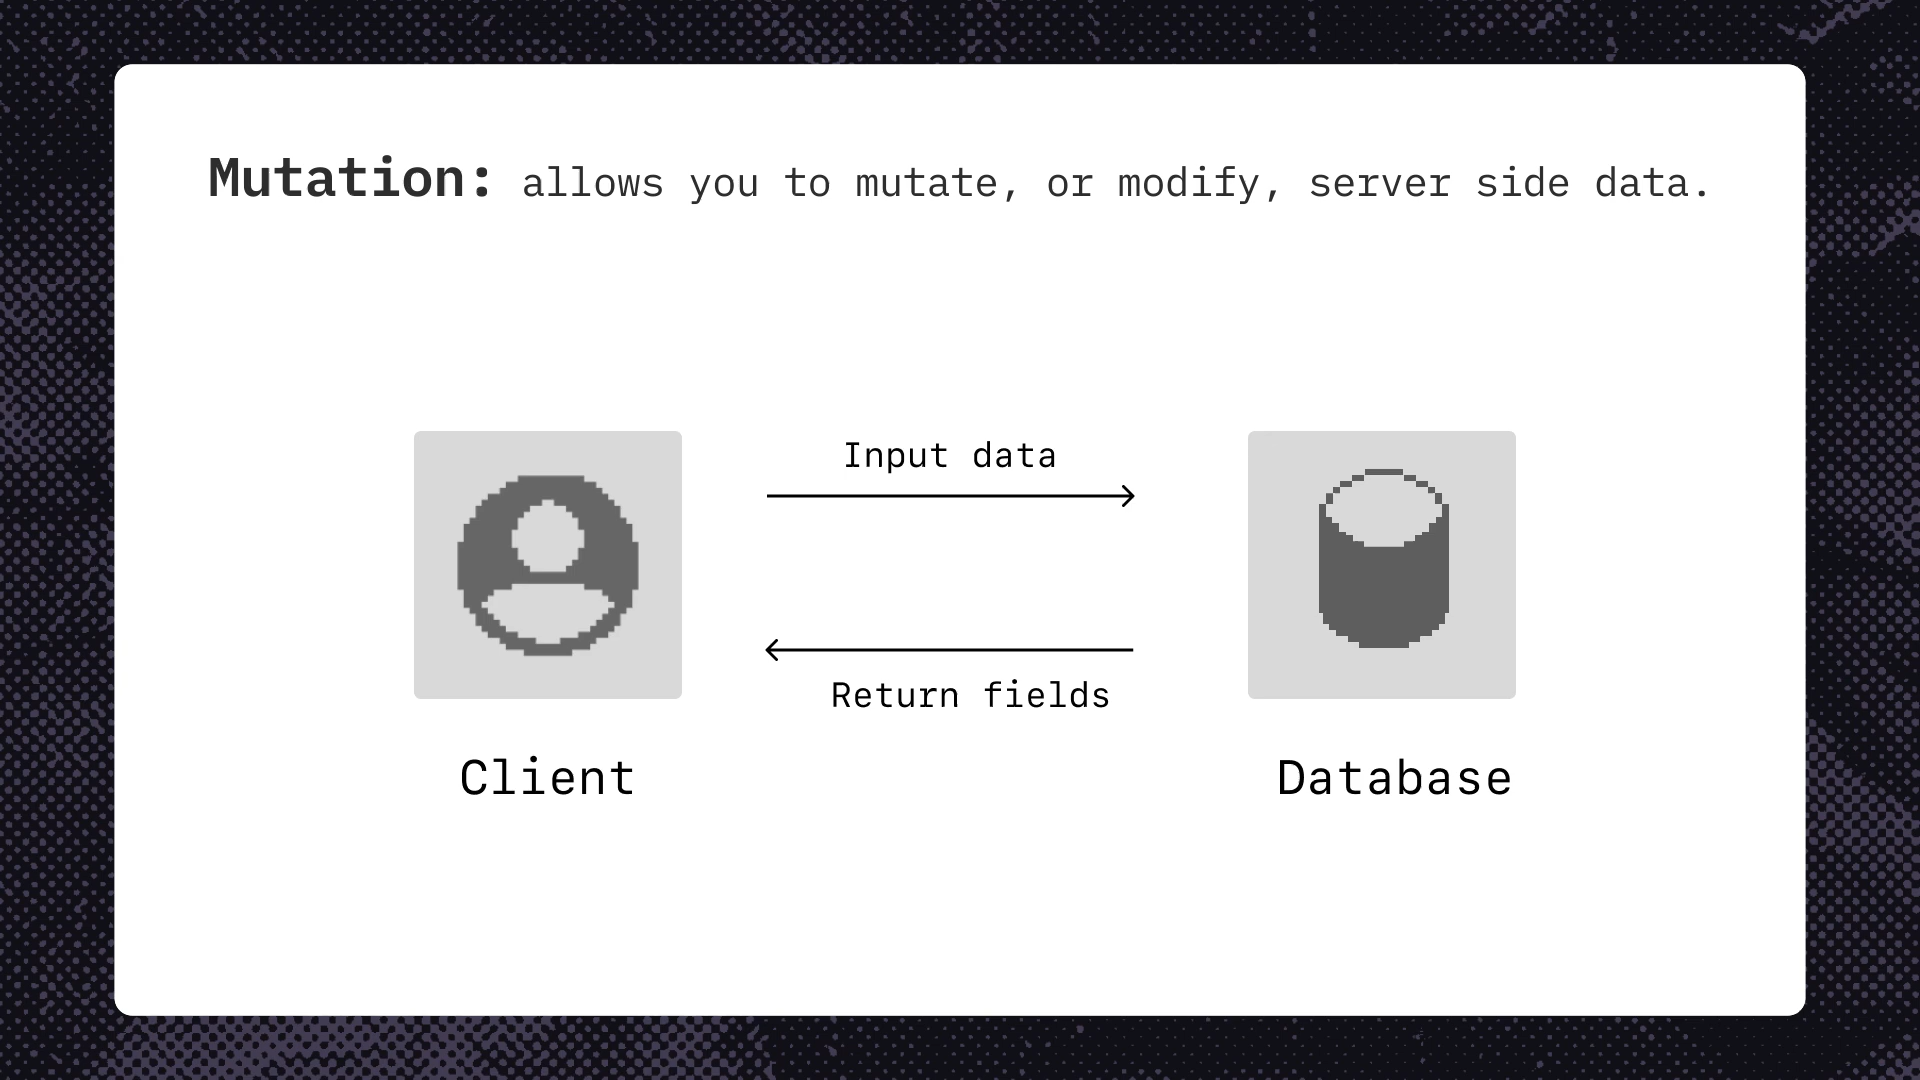 Mutation: allows you to mutate, or modify, server side data.
Input data
Return fields
Client
Database